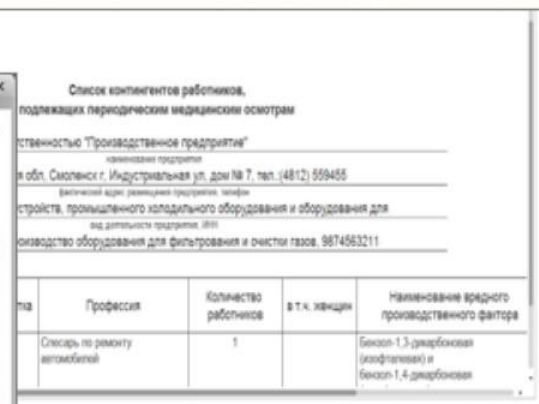 Список контингентов работников,
подлежащих периодическим медицинским осмотрам
тственностью "Производственное предприятие"
наименование предприятия
я обл, Смоленск г, Индустриальная ул, дом № 7, тел.:(4812) 559455
фактический адрес размещения предприятия, телефон
стройств, промышленного холодильного оборудования и оборудования для
вид деятельности предприятия, ИНН
оизводство оборудования для фильтрования и очистки газов, 9874563211
тка Профессия Количество работников в т.ч. женщин Наименование вредного
производственного фактора
Слесарь по ремонту 1 Бензол-1,3-дикарбоновая
автомобилей (изофталевая) и
бензол-1,4-дикарбоновая